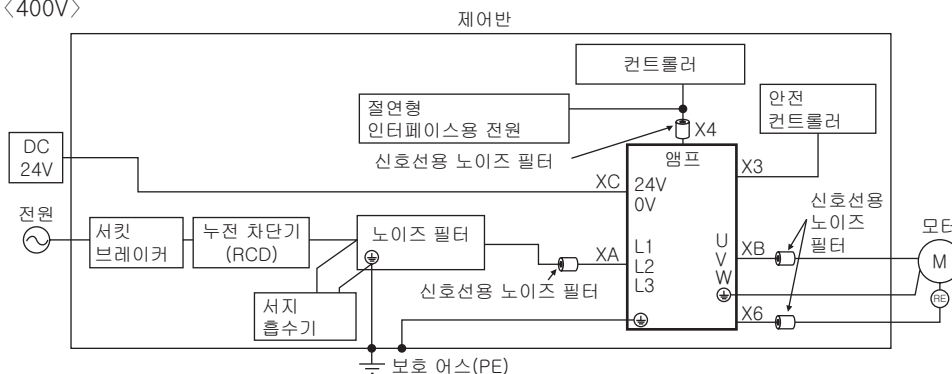 〈400V〉
제어반
컨트롤러
절연형
인터페이스용 전원
안전
컨트롤러
X4
DC
24V
신호선용 노이즈 필터
앰프
X3
XC
24V
0V
신호선용
노이즈
필터
전원
서킷
브레이커
누전 차단기
(RCD)
노이즈 필터
모터
XA
L1
L2
L3
U
V
W
XB
M
신호선용 노이즈 필터
RE
서지
흡수기
X6
보호 어스(PE)